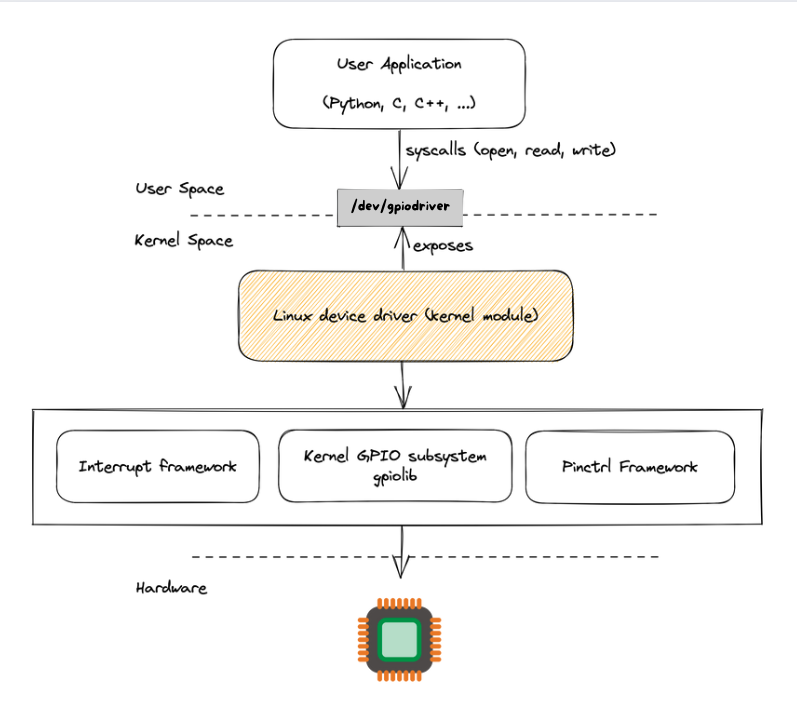 User Application
(Python, C, C++, ...)
syscalls (open, read, write)
User Space
/dev/gpiodriver
Kernel Space
exposes
Linux device driver (kernel module)
Interrupt framework
Kernel GPIO subsystem
gpiolib
Pinctrl Framework
Hardware